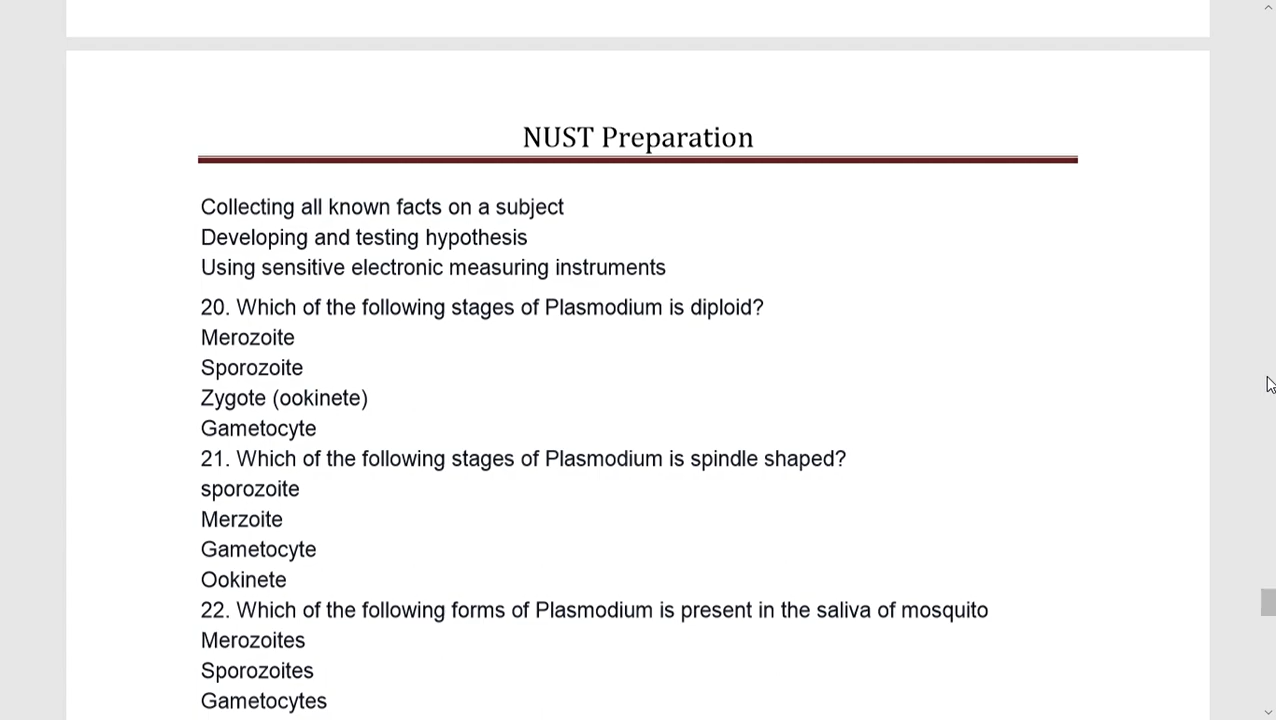 NUST Preparation
Collecting all known facts on a subject
Developing and testing hypothesis
Using sensitive electronic measuring instruments
20. Which of the following stages of Plasmodium is diploid?
Merozoite
Sporozoite
Zygote (ookinete)
Gametocyte
21. Which of the following stages of Plasmodium is spindle shaped?
sporozoite
Merzoite
Gametocyte
Ookinete
22. Which of the following forms of Plasmodium is present in the saliva of mosquito
Merozoites
Sporozoites
Gametocytes